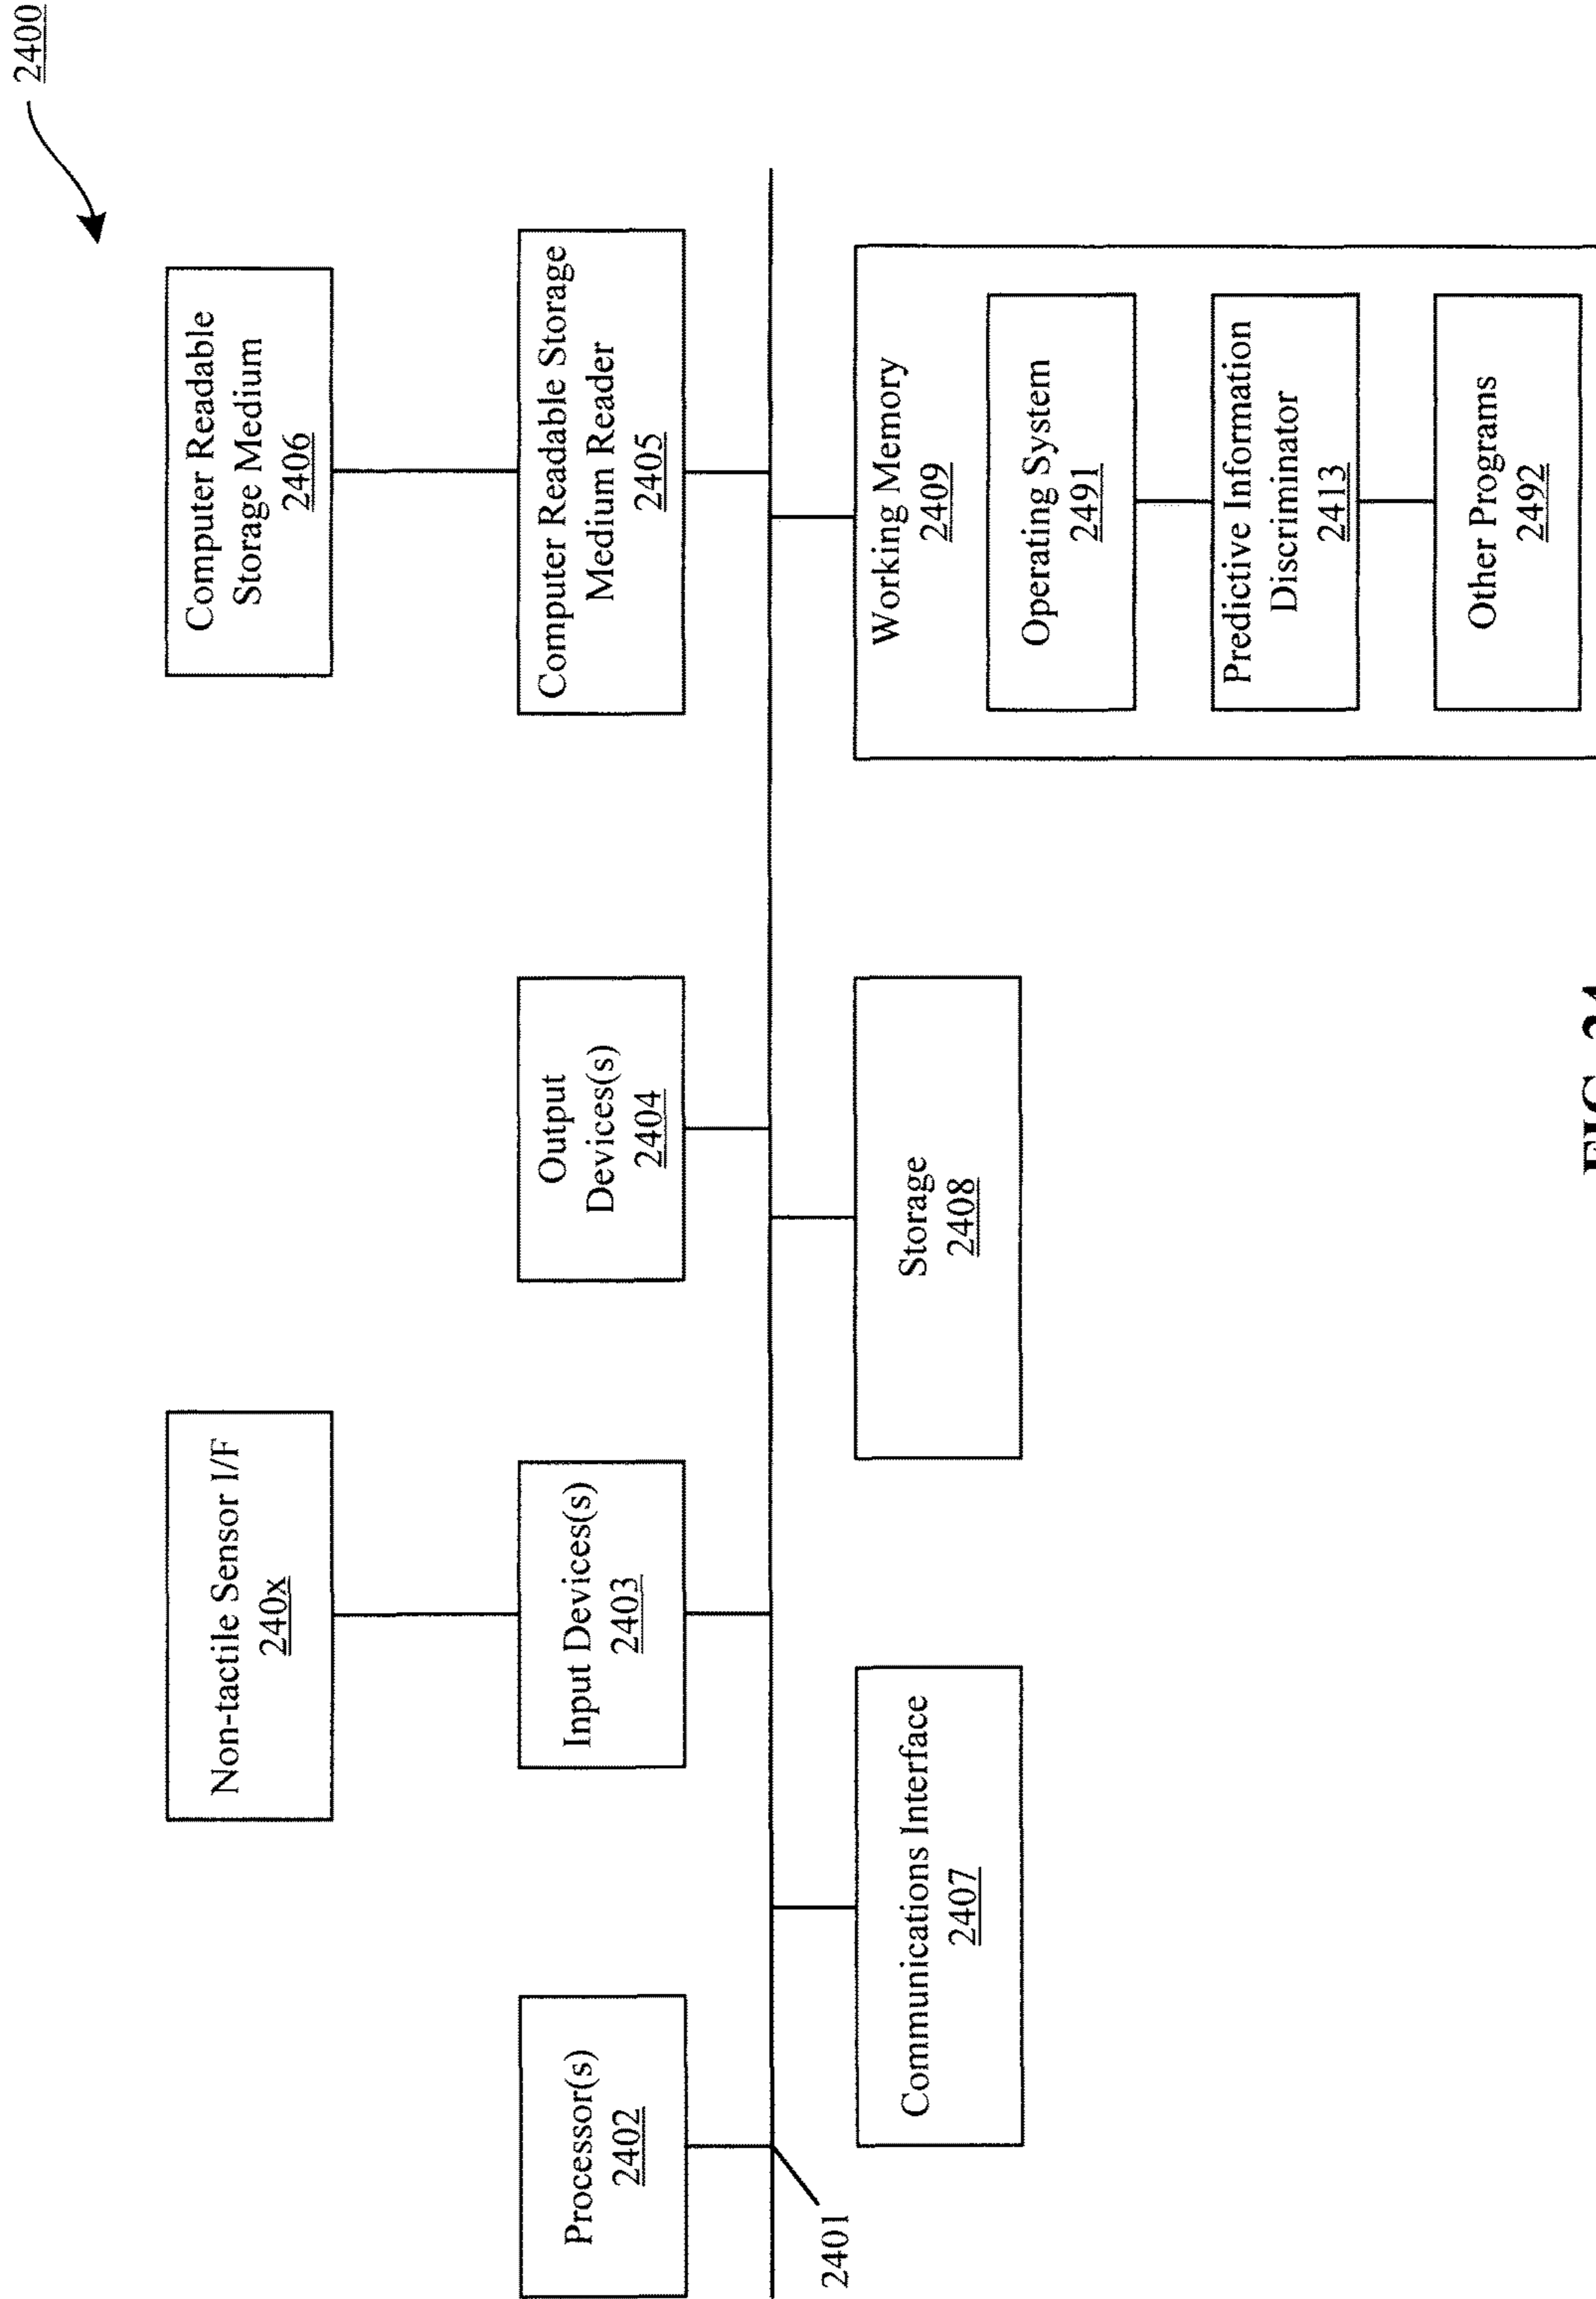 2400
Non-tactile Sensor I/F
240x
Computer Readable
Storage Medium
2406
Processor(s)
2402
Input Devices(s)
2403
Output
Devices(s)
2404
Computer Readable Storage
Medium Reader
2405
2401
Communications Interface
2407
Storage
2408
Working Memory
2409
Operating System
2491
Predictive Information
Discriminator
2413
Other Programs
2492
FIG. 24